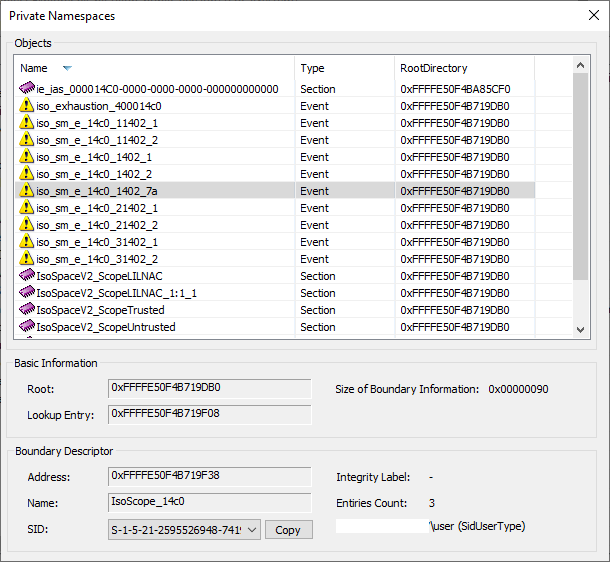 Private Namespaces
Objects
Name Type RootDirectory
ie_ias_000014C0-0000-0000-0000-000000000000 Section 0xFFFFE50F4BA85CF0
iso_exhaustion_400014c0 Event 0xFFFFE50F4B719DB0
iso_sm_e_14c0_11402_1 Event 0xFFFFE50F4B719DB0
iso_sm_e_14c0_11402_2 Event 0xFFFFE50F4B719DB0
iso_sm_e_14c0_1402_1 Event 0xFFFFE50F4B719DB0
iso_sm_e_14c0_1402_2 Event 0xFFFFE50F4B719DB0
iso_sm_e_14c0_1402_7a Event 0xFFFFE50F4B719DB0
iso_sm_e_14c0_21402_1 Event 0xFFFFE50F4B719DB0
iso_sm_e_14c0_21402_2 Event 0xFFFFE50F4B719DB0
iso_sm_e_14c0_31402_1 Event 0xFFFFE50F4B719DB0
iso_sm_e_14c0_31402_2 Event 0xFFFFE50F4B719DB0
IsoSpaceV2_ScopeLILNAC Section 0xFFFFE50F4B719DB0
IsoSpaceV2_ScopeLILNAC_1:1_1 Section 0xFFFFE50F4B719DB0
IsoSpaceV2_ScopeTrusted Section 0xFFFFE50F4B719DB0
IsoSpaceV2_ScopeUntrusted Section 0xFFFFE50F4B719DB0
Basic Information
Root: 0xFFFFE50F4B719DB0 Size of Boundary Information: 0x00000090
Lookup Entry: 0xFFFFE50F4B719F08
Boundary Descriptor
Address: 0xFFFFE50F4B719F38 Integrity Label: -
Name: IsoScope_14c0 Entries Count: 3
SID: S-1-5-21-2595526948-7419 Copy \user (SidUserType)